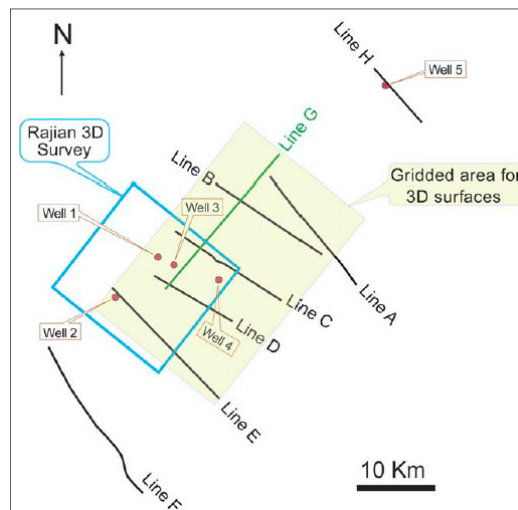 N
Line H
Well 5
Rajian 3D
Survey
Line G
Line B
Gridded area for
3D surfaces
Well 1
Well 3
Line A
Line C
Well 2
Well 4
Line D
Line E
Line F
10 Km